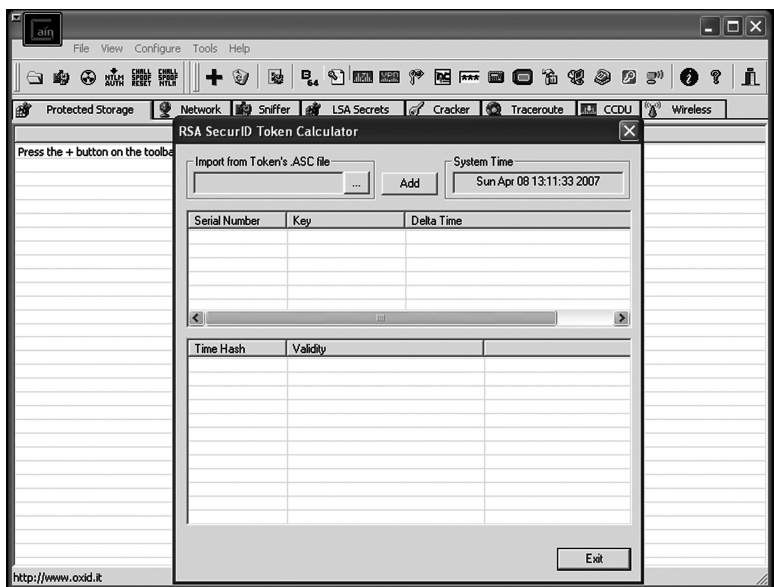 ain
File View Configure Tools Help
NTLM AUTH
CHALL SPOOF RESET
CHALL SPOOF NTLM
B64
***
Protected Storage Network Sniffer LSA Secrets Cracker Traceroute CCDU Wireless
RSA SecurID Token Calculator
Press the + button on the toolba
Import from Token's .ASC file
...
Add
System Time
Sun Apr 08 13:11:33 2007
Serial Number Key Delta Time
Time Hash Validity
Exit
http://www.oxid.it